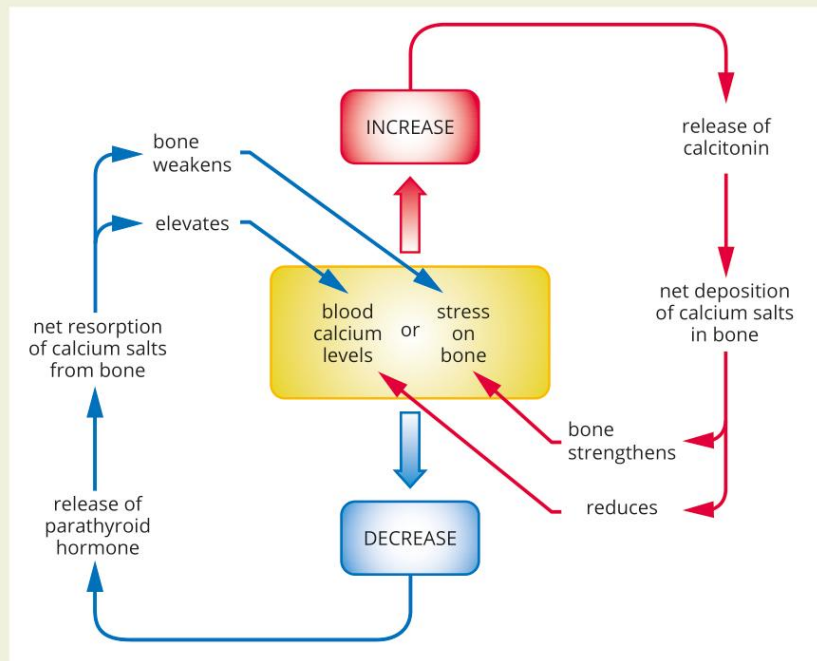 INCREASE
release of
calcitonin
bone
weakens
elevates
net deposition
of calcium salts
in bone
blood
calcium
levels
or
stress
on
bone
net resorption
of calcium salts
from bone
bone
strengthens
reduces
release of
parathyroid
hormone
DECREASE